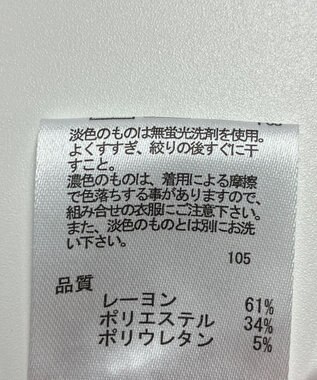 淡色のものは無蛍光洗剤を使用。
よくすすぎ、絞りの後すぐに干
すこと。
濃色のものは、着用による摩擦
で色落ちする事がありますので、
組み合せの衣服にご注意下さい。
また、淡色のものとは別にお洗
い下さい。
105
品質
レーヨン 61%
ポリエステル 34%
ポリウレタン 5%